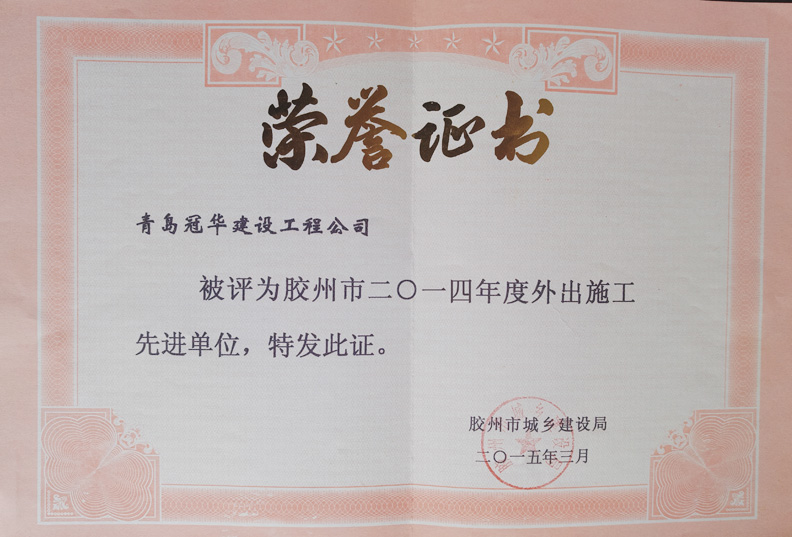 荣誉证书
青岛冠华建设工程公司
被评为胶州市二〇一四年度外出施工
先进单位，特发此证。
胶州市城乡建设局
二〇一五年三月